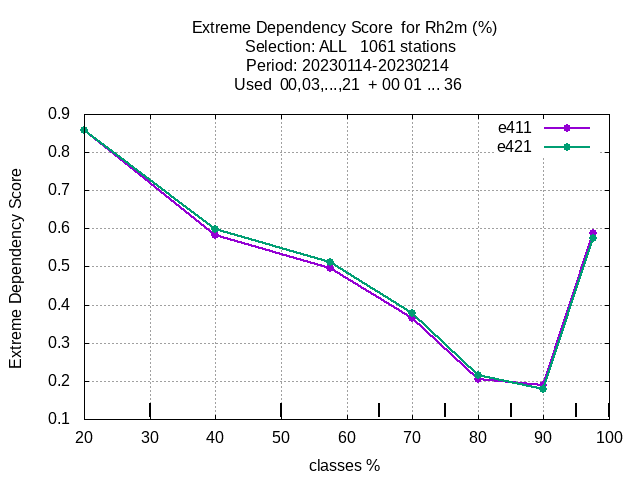 Extreme Dependency Score  for Rh2m (%)
Selection: ALL   1061 stations
Period: 20230114-20230214
Used  00,03,...,21  + 00 01 ... 36
e411
e421
Extreme Dependency Score
0.9
0.8
0.7
0.6
0.5
0.4
0.3
0.2
0.1
20 30 40 50 60 70 80 90 100
classes %